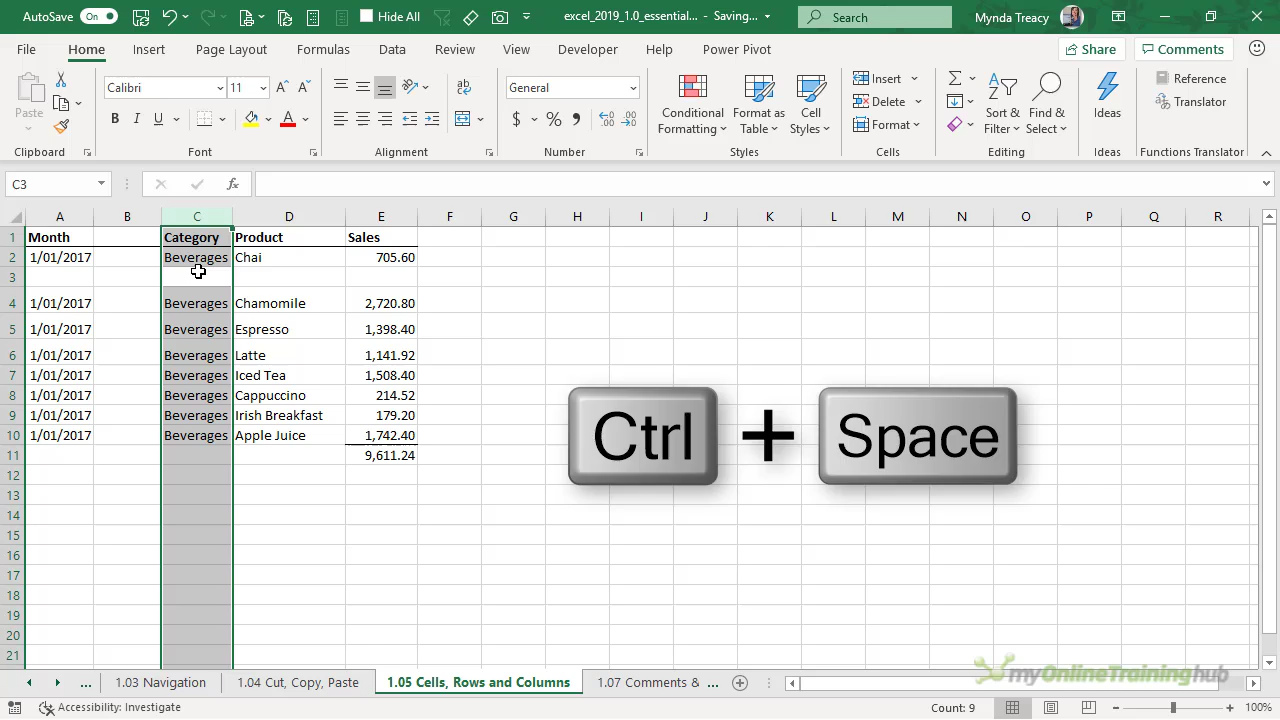 AutoSave On Hide All excel_2019_1.0_essential... - Saving... Search Mynda Treacy
File Home Insert Draw Page Layout Formulas Data Review View Developer Help Power Pivot Share Comments
Paste
Calibri 11
General
Conditional Formatting Format as Table Cell Styles
Insert
Delete
Format
Sort & Filter Find & Select
Ideas
Reference
Translator
Clipboard Font Alignment Number Styles Cells Editing Ideas Functions Translator
C3 fx
A B C D E F G H I J K L M N O P Q R
1 Month Category Product Sales
2 1/01/2017 Beverages Chai 705.60
3
4 1/01/2017 Beverages Chamomile 2,720.80
5 1/01/2017 Beverages Espresso 1,398.40
6 1/01/2017 Beverages Latte 1,141.92
7 1/01/2017 Beverages Iced Tea 1,508.40
8 1/01/2017 Beverages Cappuccino 214.52
9 1/01/2017 Beverages Irish Breakfast 179.20
10 1/01/2017 Beverages Apple Juice 1,742.40
11 9,611.24
12
13
14
15
16
17
18
19
20
21
Ctrl + Space
... 1.03 Navigation 1.04 Cut, Copy, Paste 1.05 Cells, Rows and Columns 1.07 Comments & ...
myOnlineTraininghub
Accessibility: Investigate Count: 9 100%